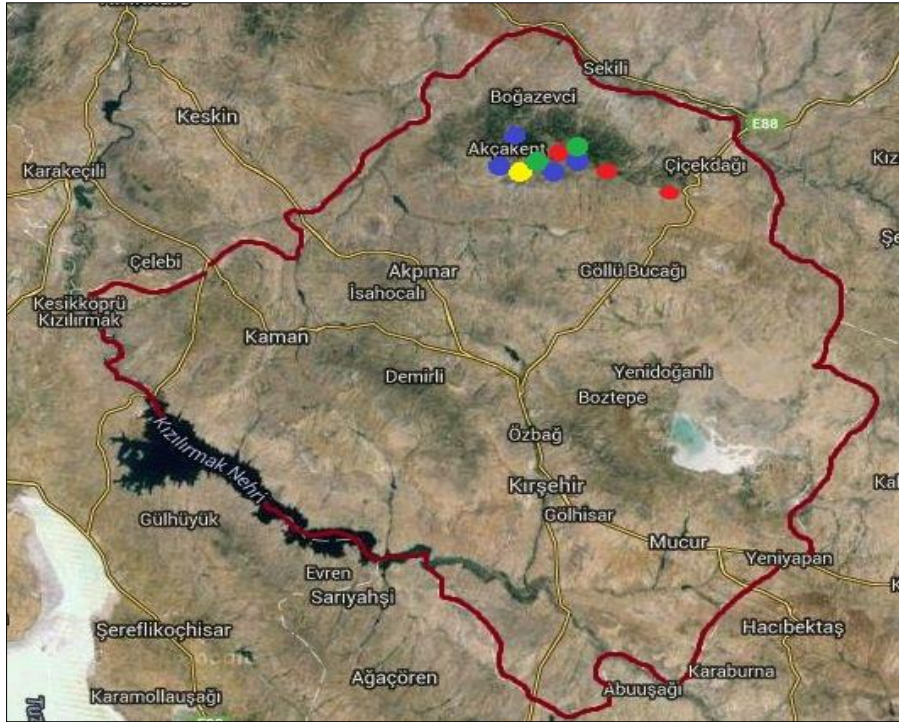 Sekili
Boğazevci
Keskin
E88
Akçakent
Karakeçili
Çiçekdağı
Çelebi
Akpınar
Göllü Bucağı
İsahocalı
Kesikköprü
Kızılırmak
Kaman
Demirli
Yenidoğanlı
Boztepe
Kızılırmak Nehri
Özbağ
Kırşehir
Gölhisar
Gülhüyük
Mucur
Yeniyapan
Evren
Sarıyahşi
Şereflikoçhisar
Hacıbektaş
Karaburna
Ağaçören
Abuuşağı
Karamollauşağı